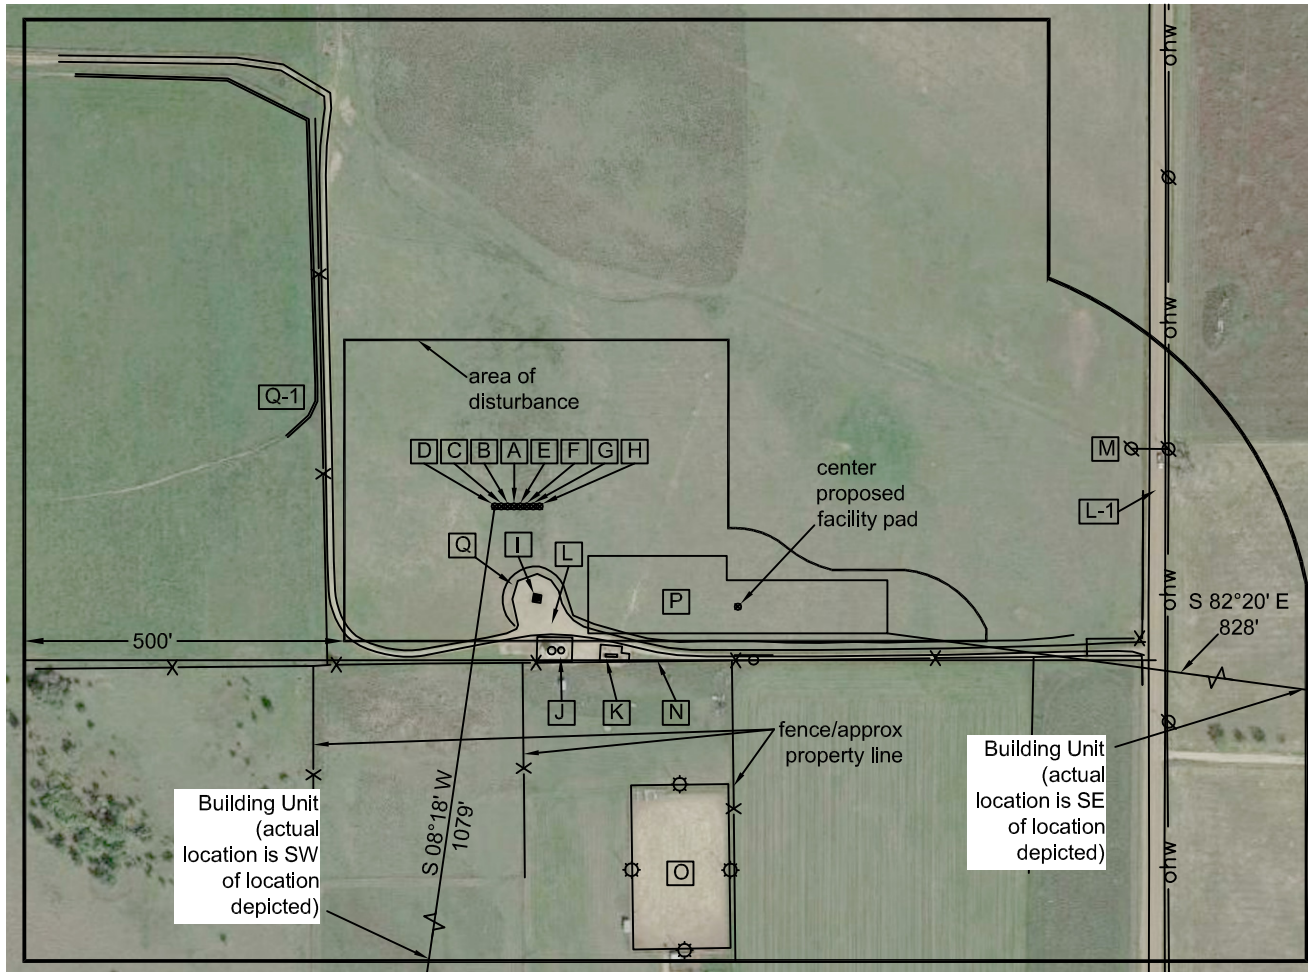 ohw
Q-1
area of
disturbance
D C B A E F G H
center
proposed
facility pad
M
L-1
ohw
Q
I
L
P
ohw
S 82°20' E
828'
500'
J
K
N
fence/approx
property line
Building Unit
(actual
location is SE
of location
depicted)
S 08°18' W
1079'
Building Unit
(actual
location is SW
of location
depicted)
O
ohw